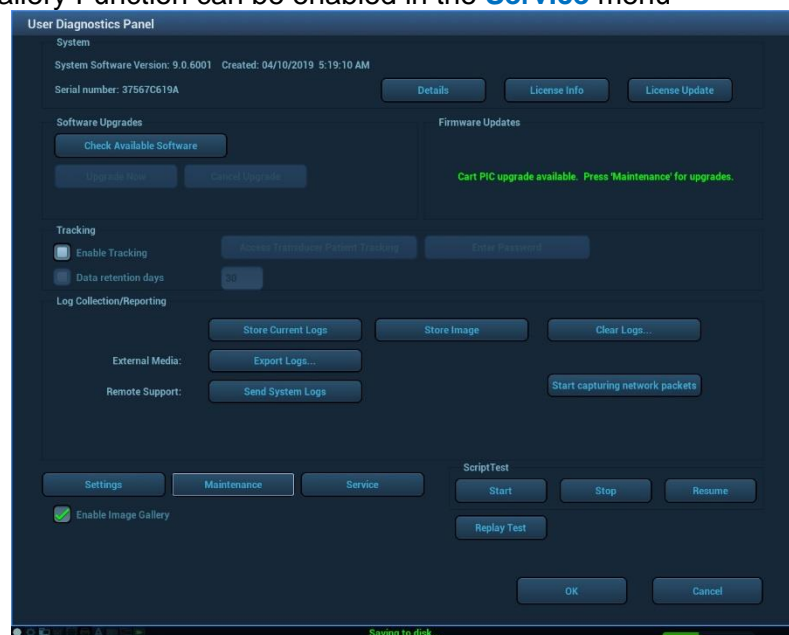 allery Function can be enabled in the Service menu
User Diagnostics Panel
System
System Software Version: 9.0.6001 Created: 04/10/2019 5:19:10 AM
Serial number: 37567C619A
Details
License Info
License Update
Software Upgrades
Check Available Software
Upgrade Now
Cancel Upgrade
Firmware Updates
Cart PIC upgrade available. Press 'Maintenance' for upgrades.
Tracking
Enable Tracking
Access Transducer Patient Tracking
Enter Password
Data retention days
30
Log Collection/Reporting
Store Current Logs
Store Image
Clear Logs...
External Media:
Export Logs...
Remote Support:
Send System Logs
Start capturing network packets
Settings
Maintenance
Service
Enable Image Gallery
ScriptTest
Start
Stop
Resume
Replay Test
OK
Cancel
Saving to disk